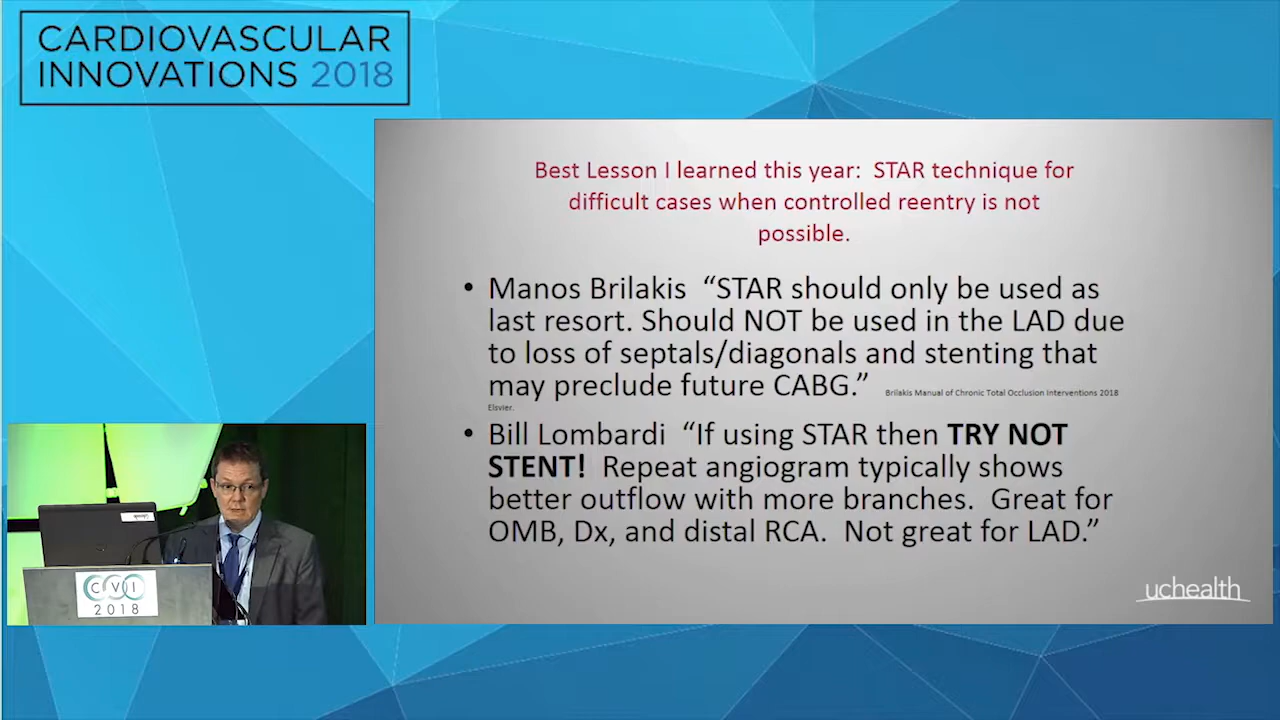 CARDIOVASCULAR
INNOVATIONS 2018
Best Lesson I learned this year: STAR technique for
difficult cases when controlled reentry is not
possible.
• Manos Brilakis “STAR should only be used as
last resort. Should NOT be used in the LAD due
to loss of septals/diagonals and stenting that
may preclude future CABG.” Brilakis Manual of Chronic Total Occlusion Interventions 2018
Elsvier.
• Bill Lombardi “If using STAR then TRY NOT
STENT! Repeat angiogram typically shows
better outflow with more branches. Great for
OMB, Dx, and distal RCA. Not great for LAD.”
uchealth
CVI
2018